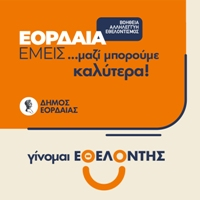 ΒΟΗΘΕΙΑ
ΑΛΛΗΛΕΓΓΥΗ
ΕΘΕΛΟΝΤΙΣΜΟΣ
ΕΟΡΔΑΙΑ
ΕΜΕΙΣ ...μαζί μπορούμε
καλύτερα!
ΔΗΜΟΣ
ΕΟΡΔΑΙΑΣ
γίνομαι ΕΘΕΛΟΝΤΗΣ